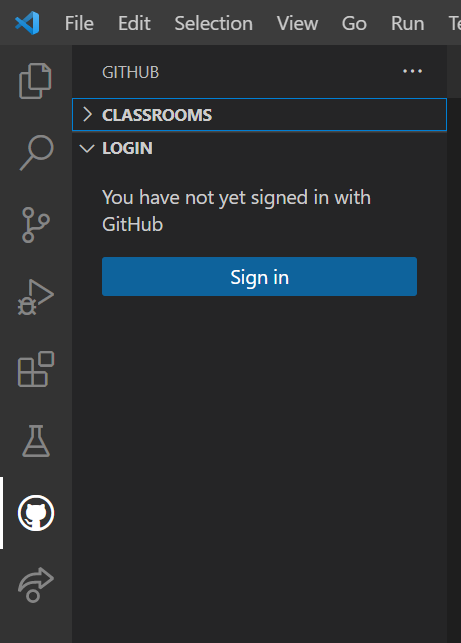 File Edit Selection View Go Run Te
GITHUB
CLASSROOMS
LOGIN
You have not yet signed in with
GitHub
Sign in